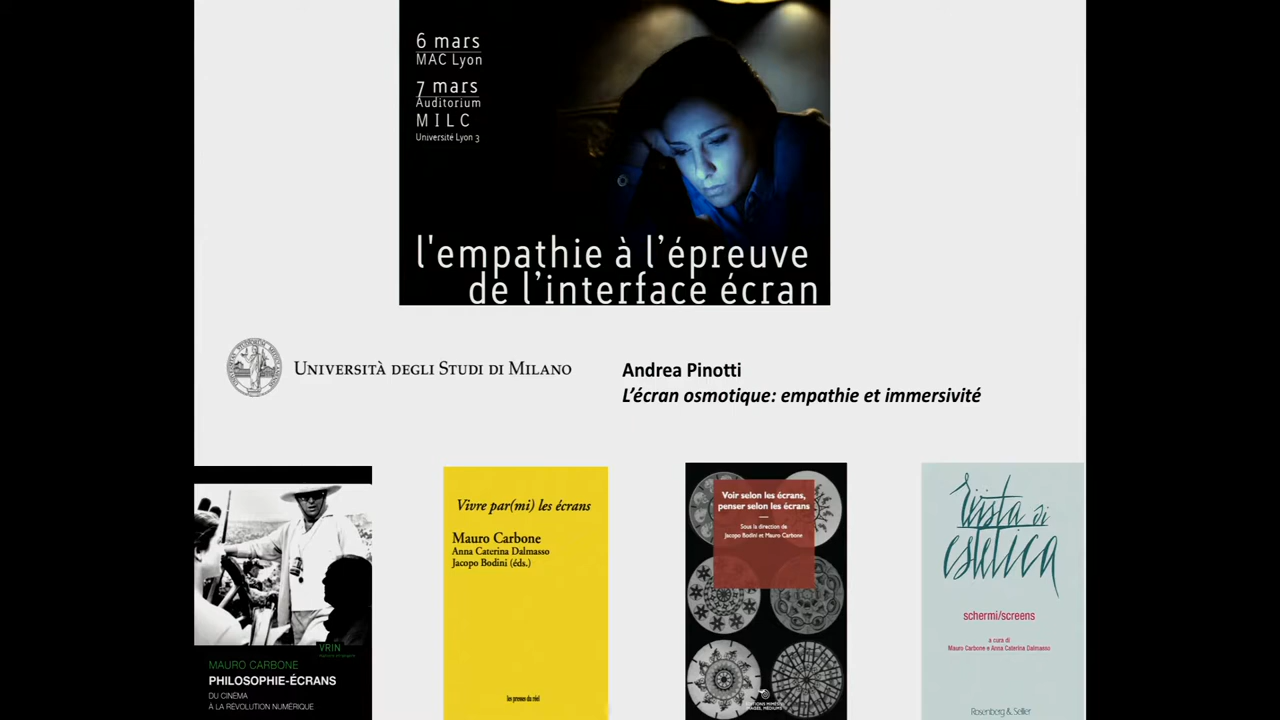 6 mars
MAC Lyon
7 mars
Auditorium
MILC
Université Lyon 3
l'empathie à l'épreuve
de l'interface écran
UNIVERSITÀ DEGLI STUDI DI MILANO
Andrea Pinotti
L'écran osmotique: empathie et immersivité
VRIN
MAURO CARBONE
PHILOSOPHIE-ÉCRANS
DU CINÉMA
À LA RÉVOLUTION NUMÉRIQUE
Vivre par(mi) les écrans
Mauro Carbone
Anna Caterina Dalmasso
Jacopo Bodini (éds.)
les presses du réel
Voir selon les écrans,
penser selon les écrans
Sous la direction de
Jacopo Bodini et Mauro Carbone
rivista di
estetica
schermi/screens
a cura di
Mauro Carbone e Anna Caterina Dalmasso
Rosenberg & Sellier